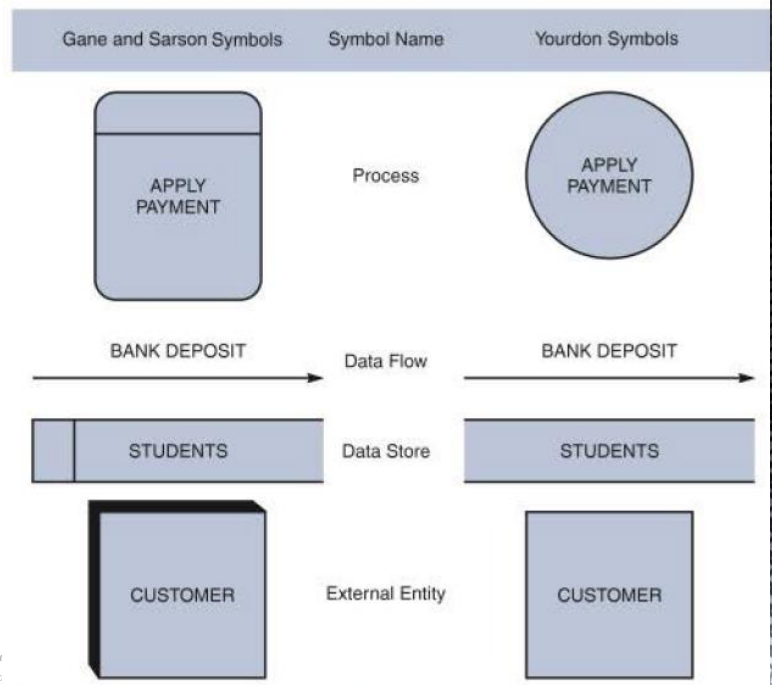 Gane and Sarson Symbols Symbol Name Yourdon Symbols
APPLY
PAYMENT
Process
APPLY
PAYMENT
BANK DEPOSIT
Data Flow
BANK DEPOSIT
STUDENTS
Data Store
STUDENTS
CUSTOMER
External Entity
CUSTOMER